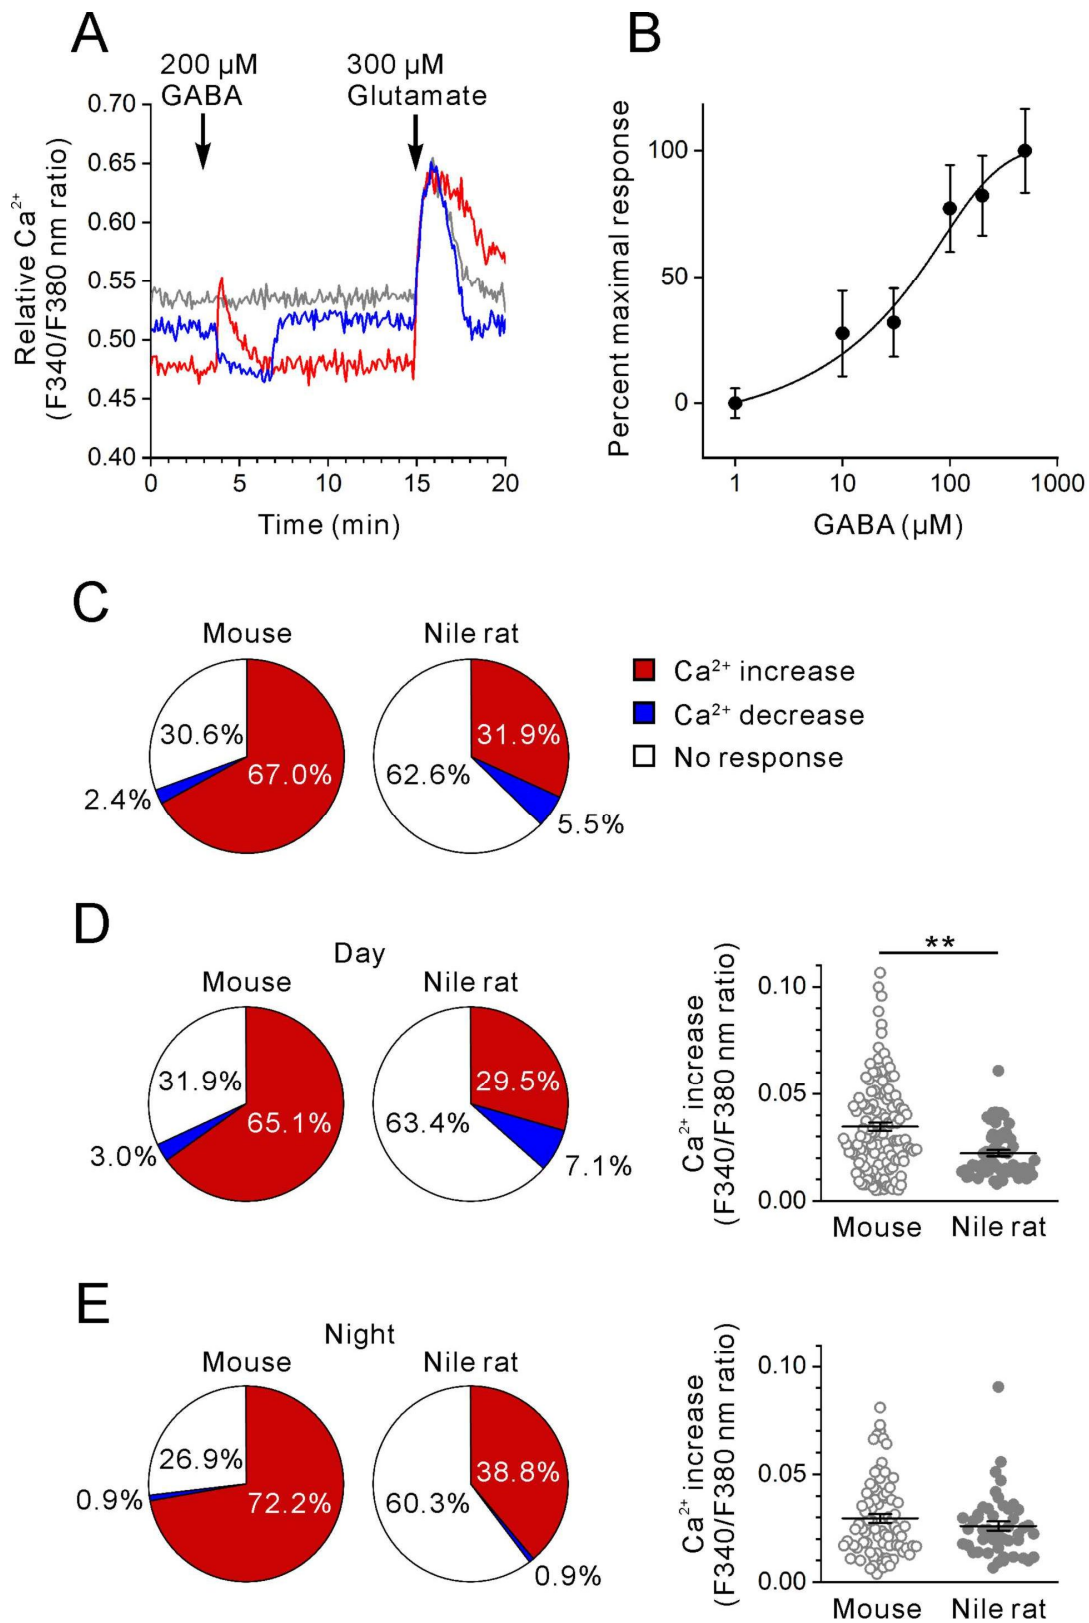 A
200 µM
GABA
300 µM
Glutamate
Relative Ca²⁺
(F340/F380 nm ratio)
0.70
0.65
0.60
0.55
0.50
0.45
0.40
0 5 10 15 20
Time (min)
B
Percent maximal response
100
50
0
1 10 100 1000
GABA (µM)
C
Mouse
30.6%
67.0%
2.4%
Nile rat
31.9%
62.6%
5.5%
Ca²⁺ increase
Ca²⁺ decrease
No response
D
Day
Mouse
31.9%
65.1%
3.0%
Nile rat
29.5%
63.4%
7.1%
**
Ca²⁺ increase
(F340/F380 nm ratio)
0.10
0.05
0.00
Mouse Nile rat
E
Night
Mouse
26.9%
72.2%
0.9%
Nile rat
38.8%
60.3%
0.9%
Ca²⁺ increase
(F340/F380 nm ratio)
0.10
0.05
0.00
Mouse Nile rat